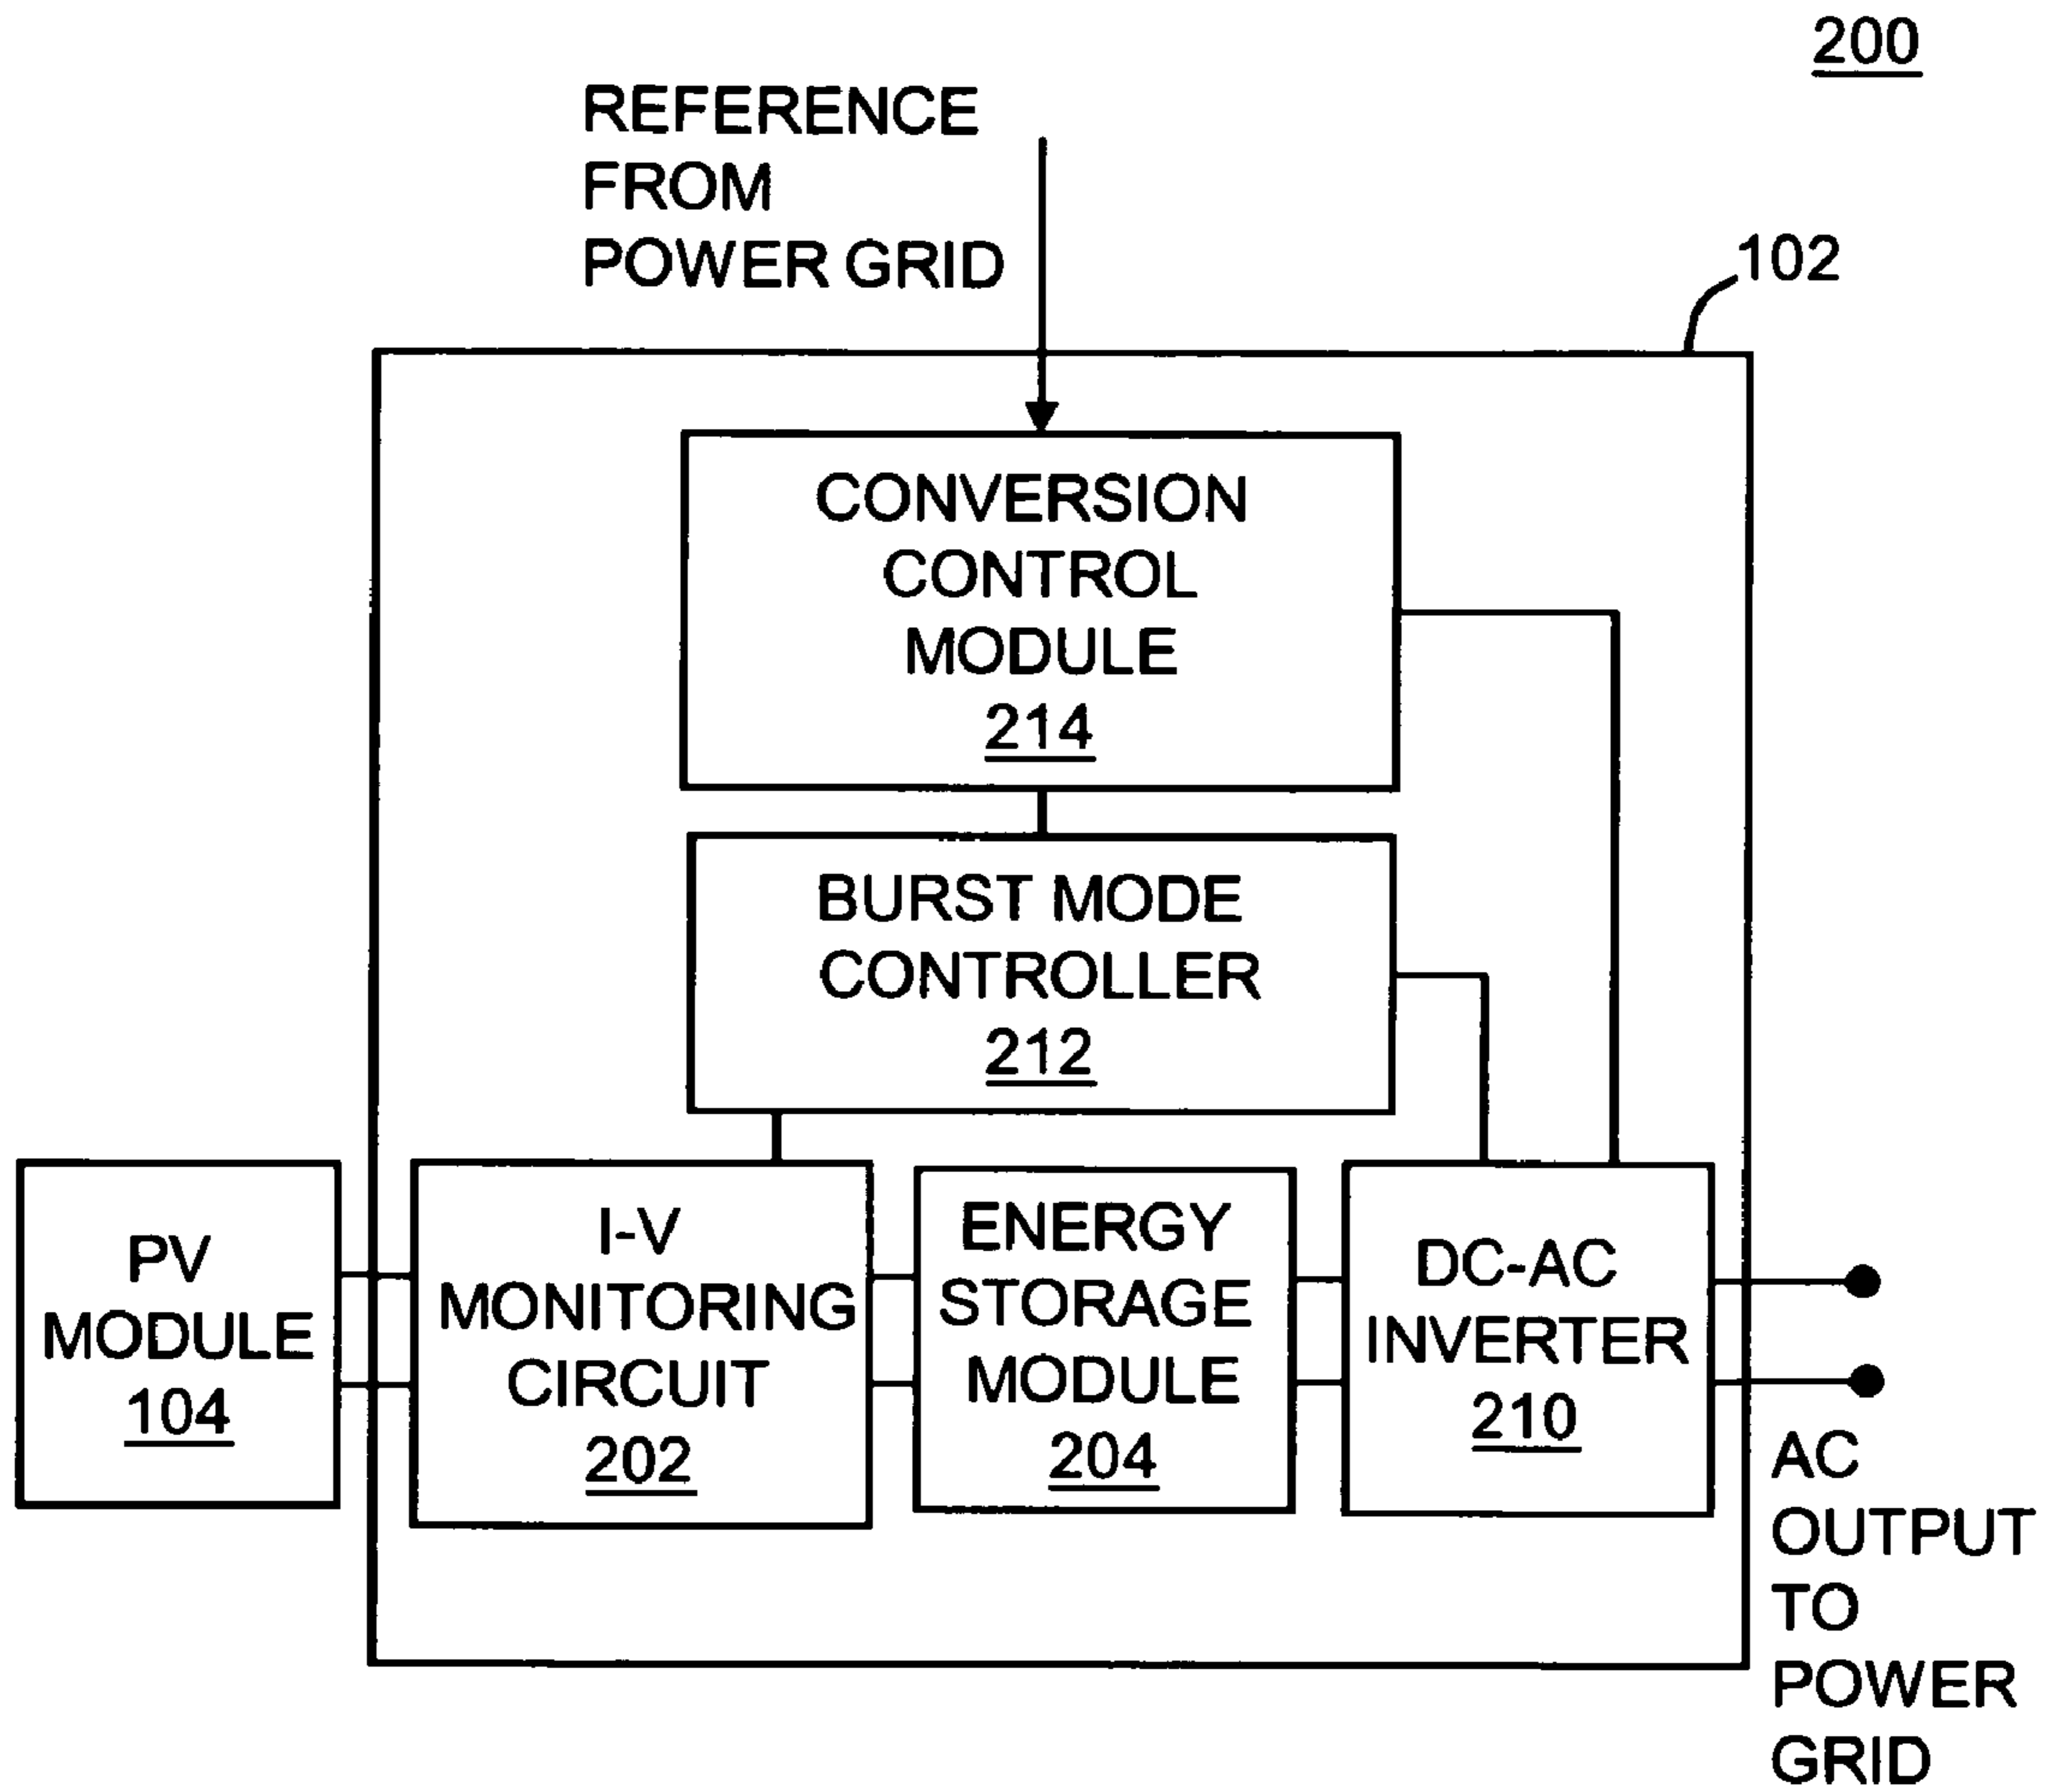 200
REFERENCE
FROM
POWER GRID
102
CONVERSION
CONTROL
MODULE
214
BURST MODE
CONTROLLER
212
PV
MODULE
104
I-V
MONITORING
CIRCUIT
202
ENERGY
STORAGE
MODULE
204
DC-AC
INVERTER
210
AC
OUTPUT
TO
POWER
GRID